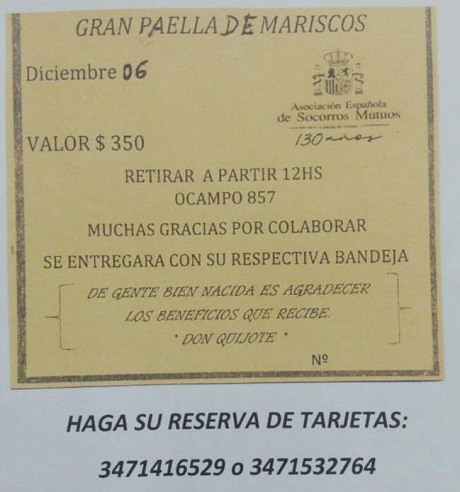 GRAN PAELLA DE MARISCOS
Diciembre 06
Asociación Española
de Socorros Mutuos
130 años
VALOR $ 350
RETIRAR A PARTIR 12HS
OCAMPO 857
MUCHAS GRACIAS POR COLABORAR
SE ENTREGARA CON SU RESPECTIVA BANDEJA
DE GENTE BIEN NACIDA ES AGRADECER
LOS BENEFICIOS QUE RECIBE.
" DON QUIJOTE "
Nº
HAGA SU RESERVA DE TARJETAS:
3471416529 o 3471532764